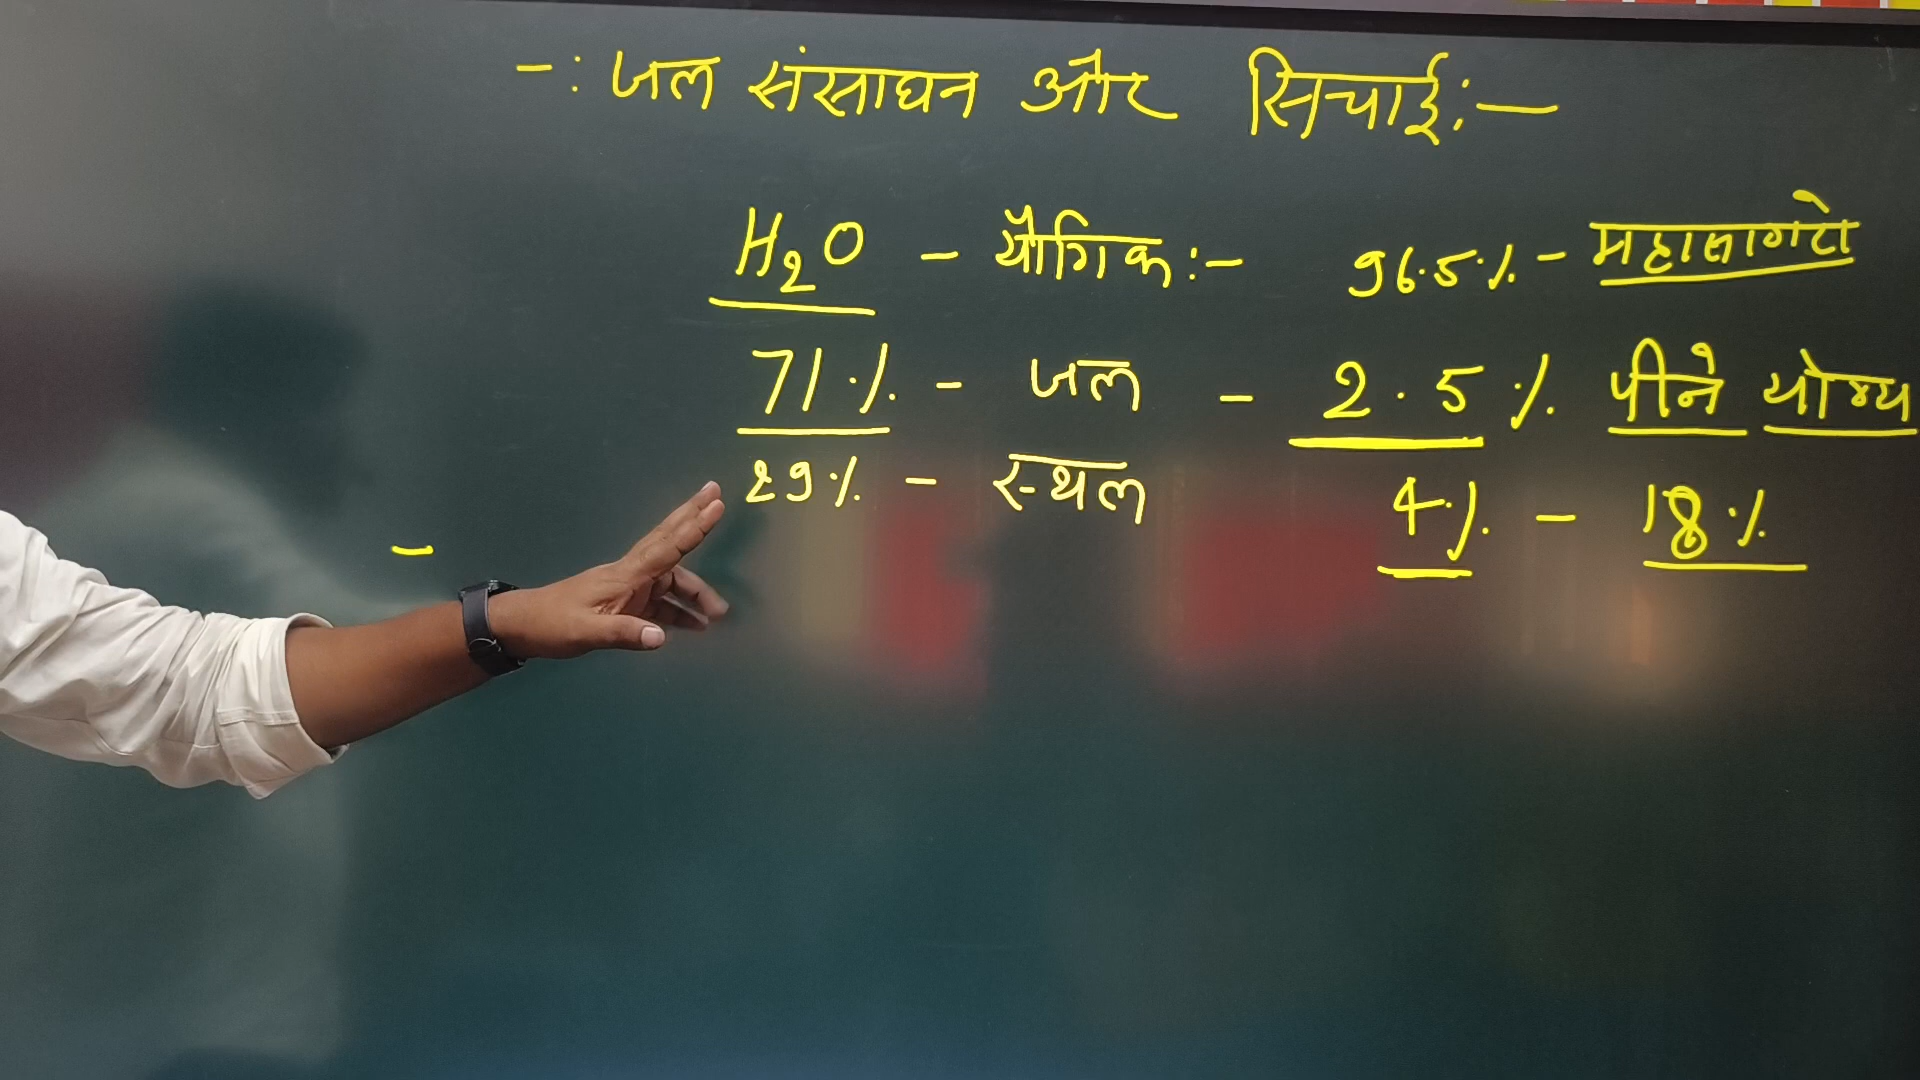 -: जल संसाधन और सिचाई:-
H₂O - यौगिक:- 96.5% - महासागरो
71% - जल - 2.5% पीने योग्य
29% - स्थल 4% - 18%
-